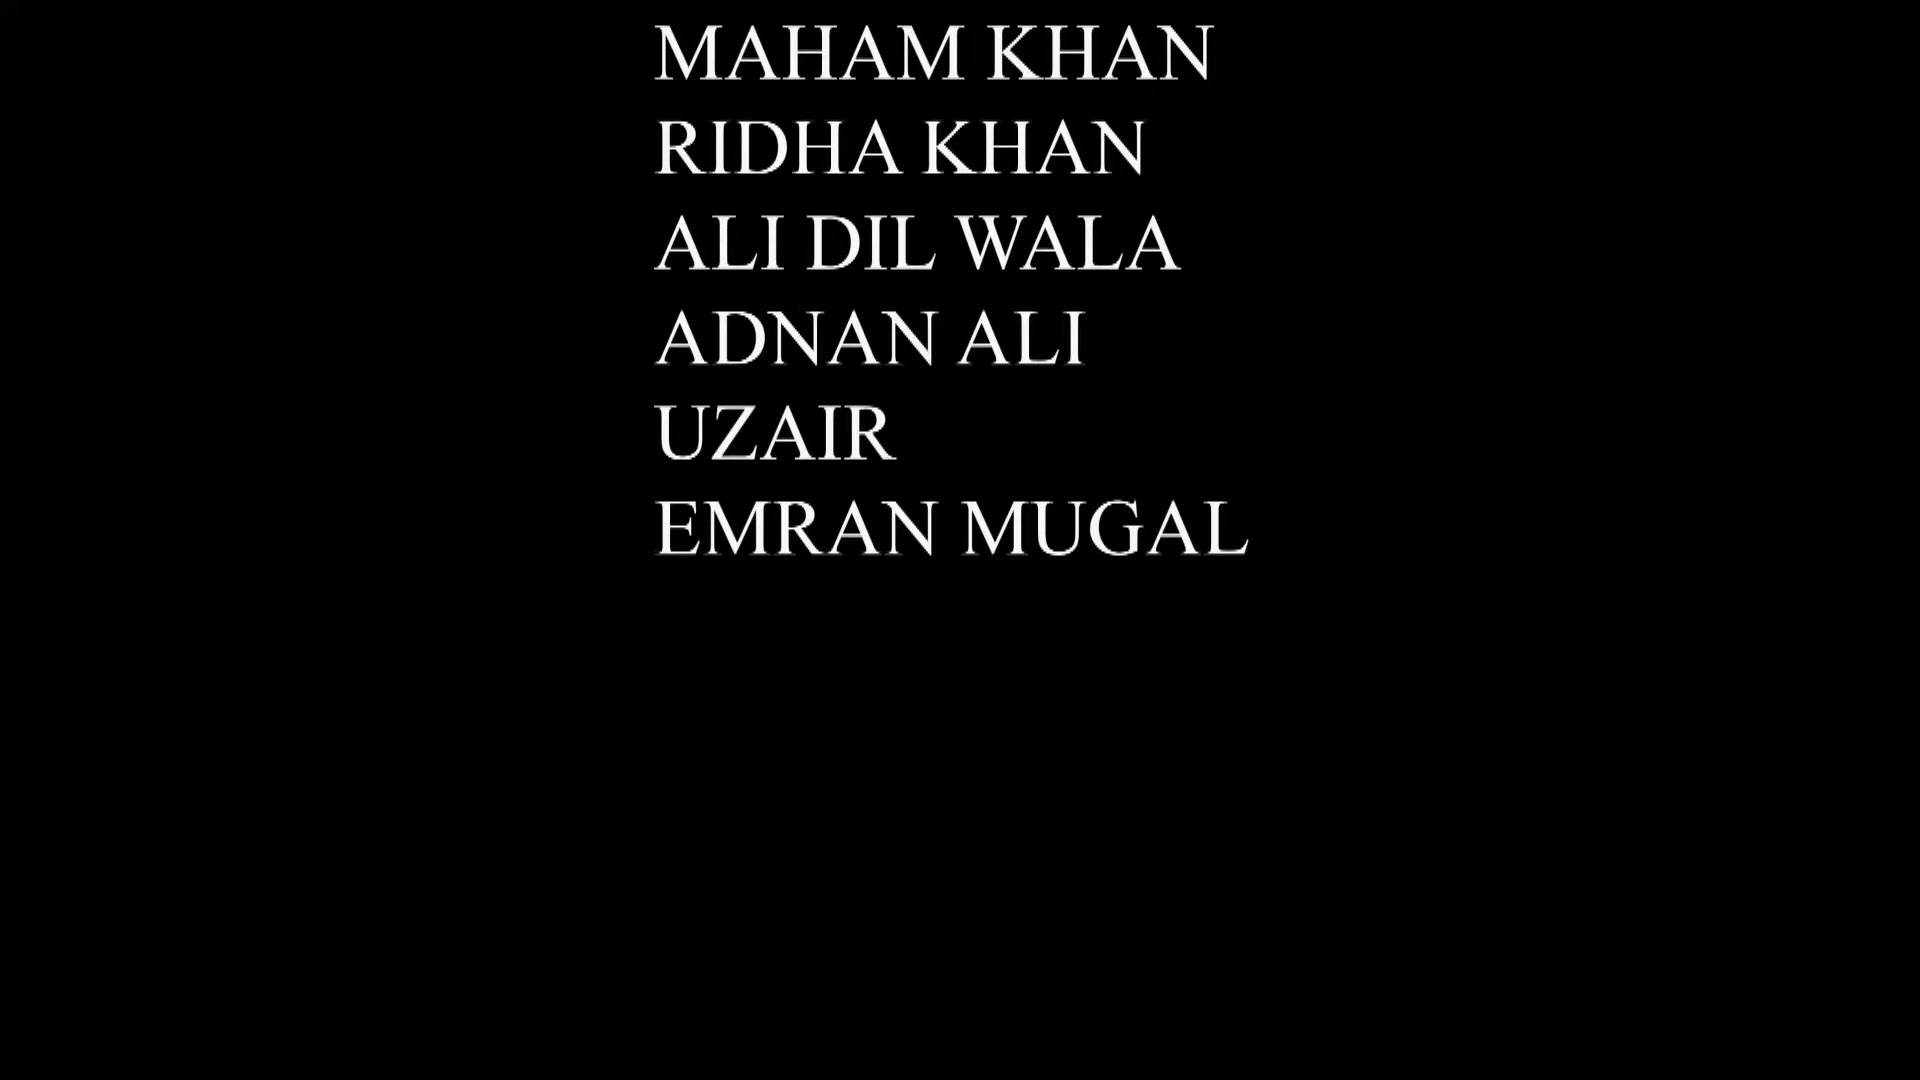 MAHAM KHAN
RIDHA KHAN
ALI DIL WALA
ADNAN ALI
UZAIR
EMRAN MUGAL